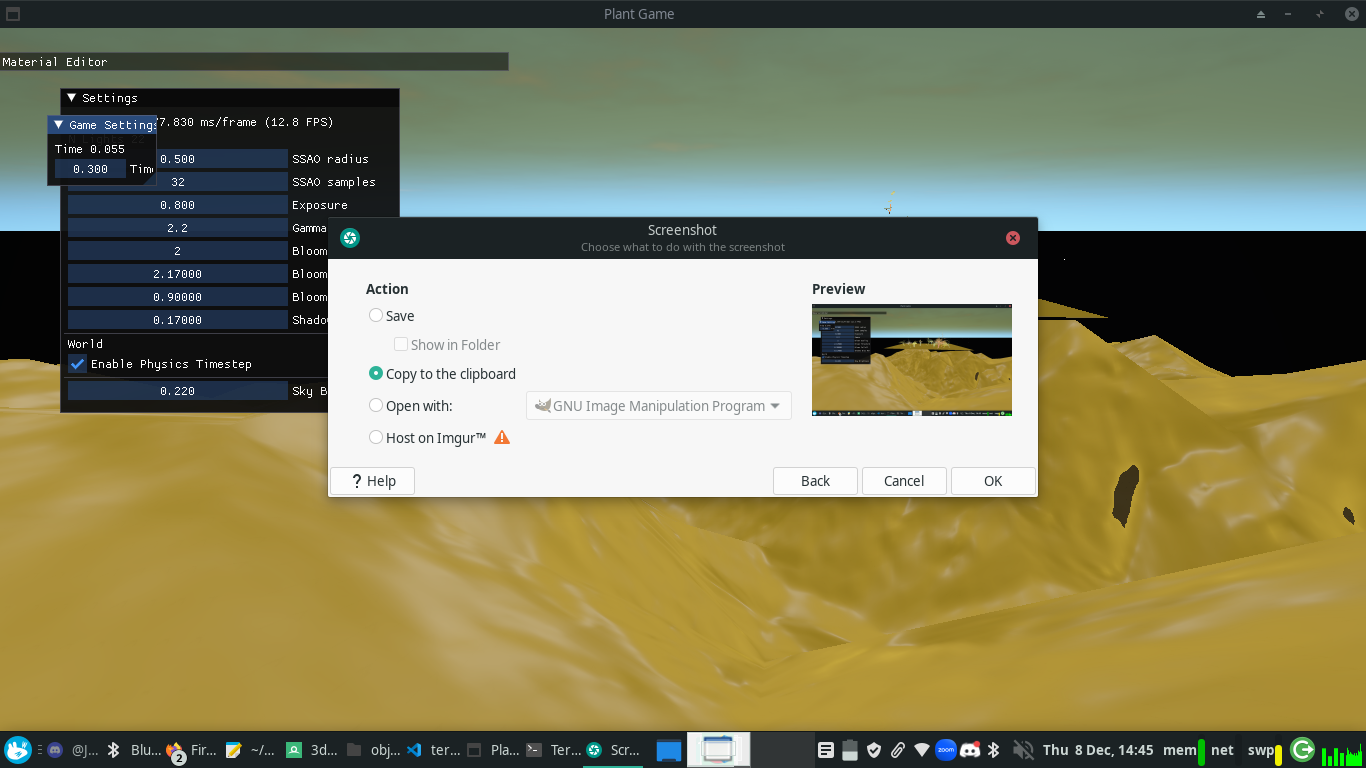 Plant Game
Material Editor
Settings
77.830 ms/frame (12.8 FPS)
Game Settings
Time 0.055
0.300 Time
0.500 SSAO radius
32 SSAO samples
0.800 Exposure
2.2 Gamma
2 Bloom
2.17000 Bloom
0.90000 Bloom
0.17000 Shado
World
Enable Physics Timestep
0.220 Sky B
Screenshot
Choose what to do with the screenshot
Action
Preview
Save
Show in Folder
Copy to the clipboard
Open with: GNU Image Manipulation Program
Host on Imgur™
? Help Back Cancel OK
@J... Blu... 2 Fir... ~/... 3d... obj... ter... Pla... Ter... Scr... zoom Thu 8 Dec, 14:45 mem net swp